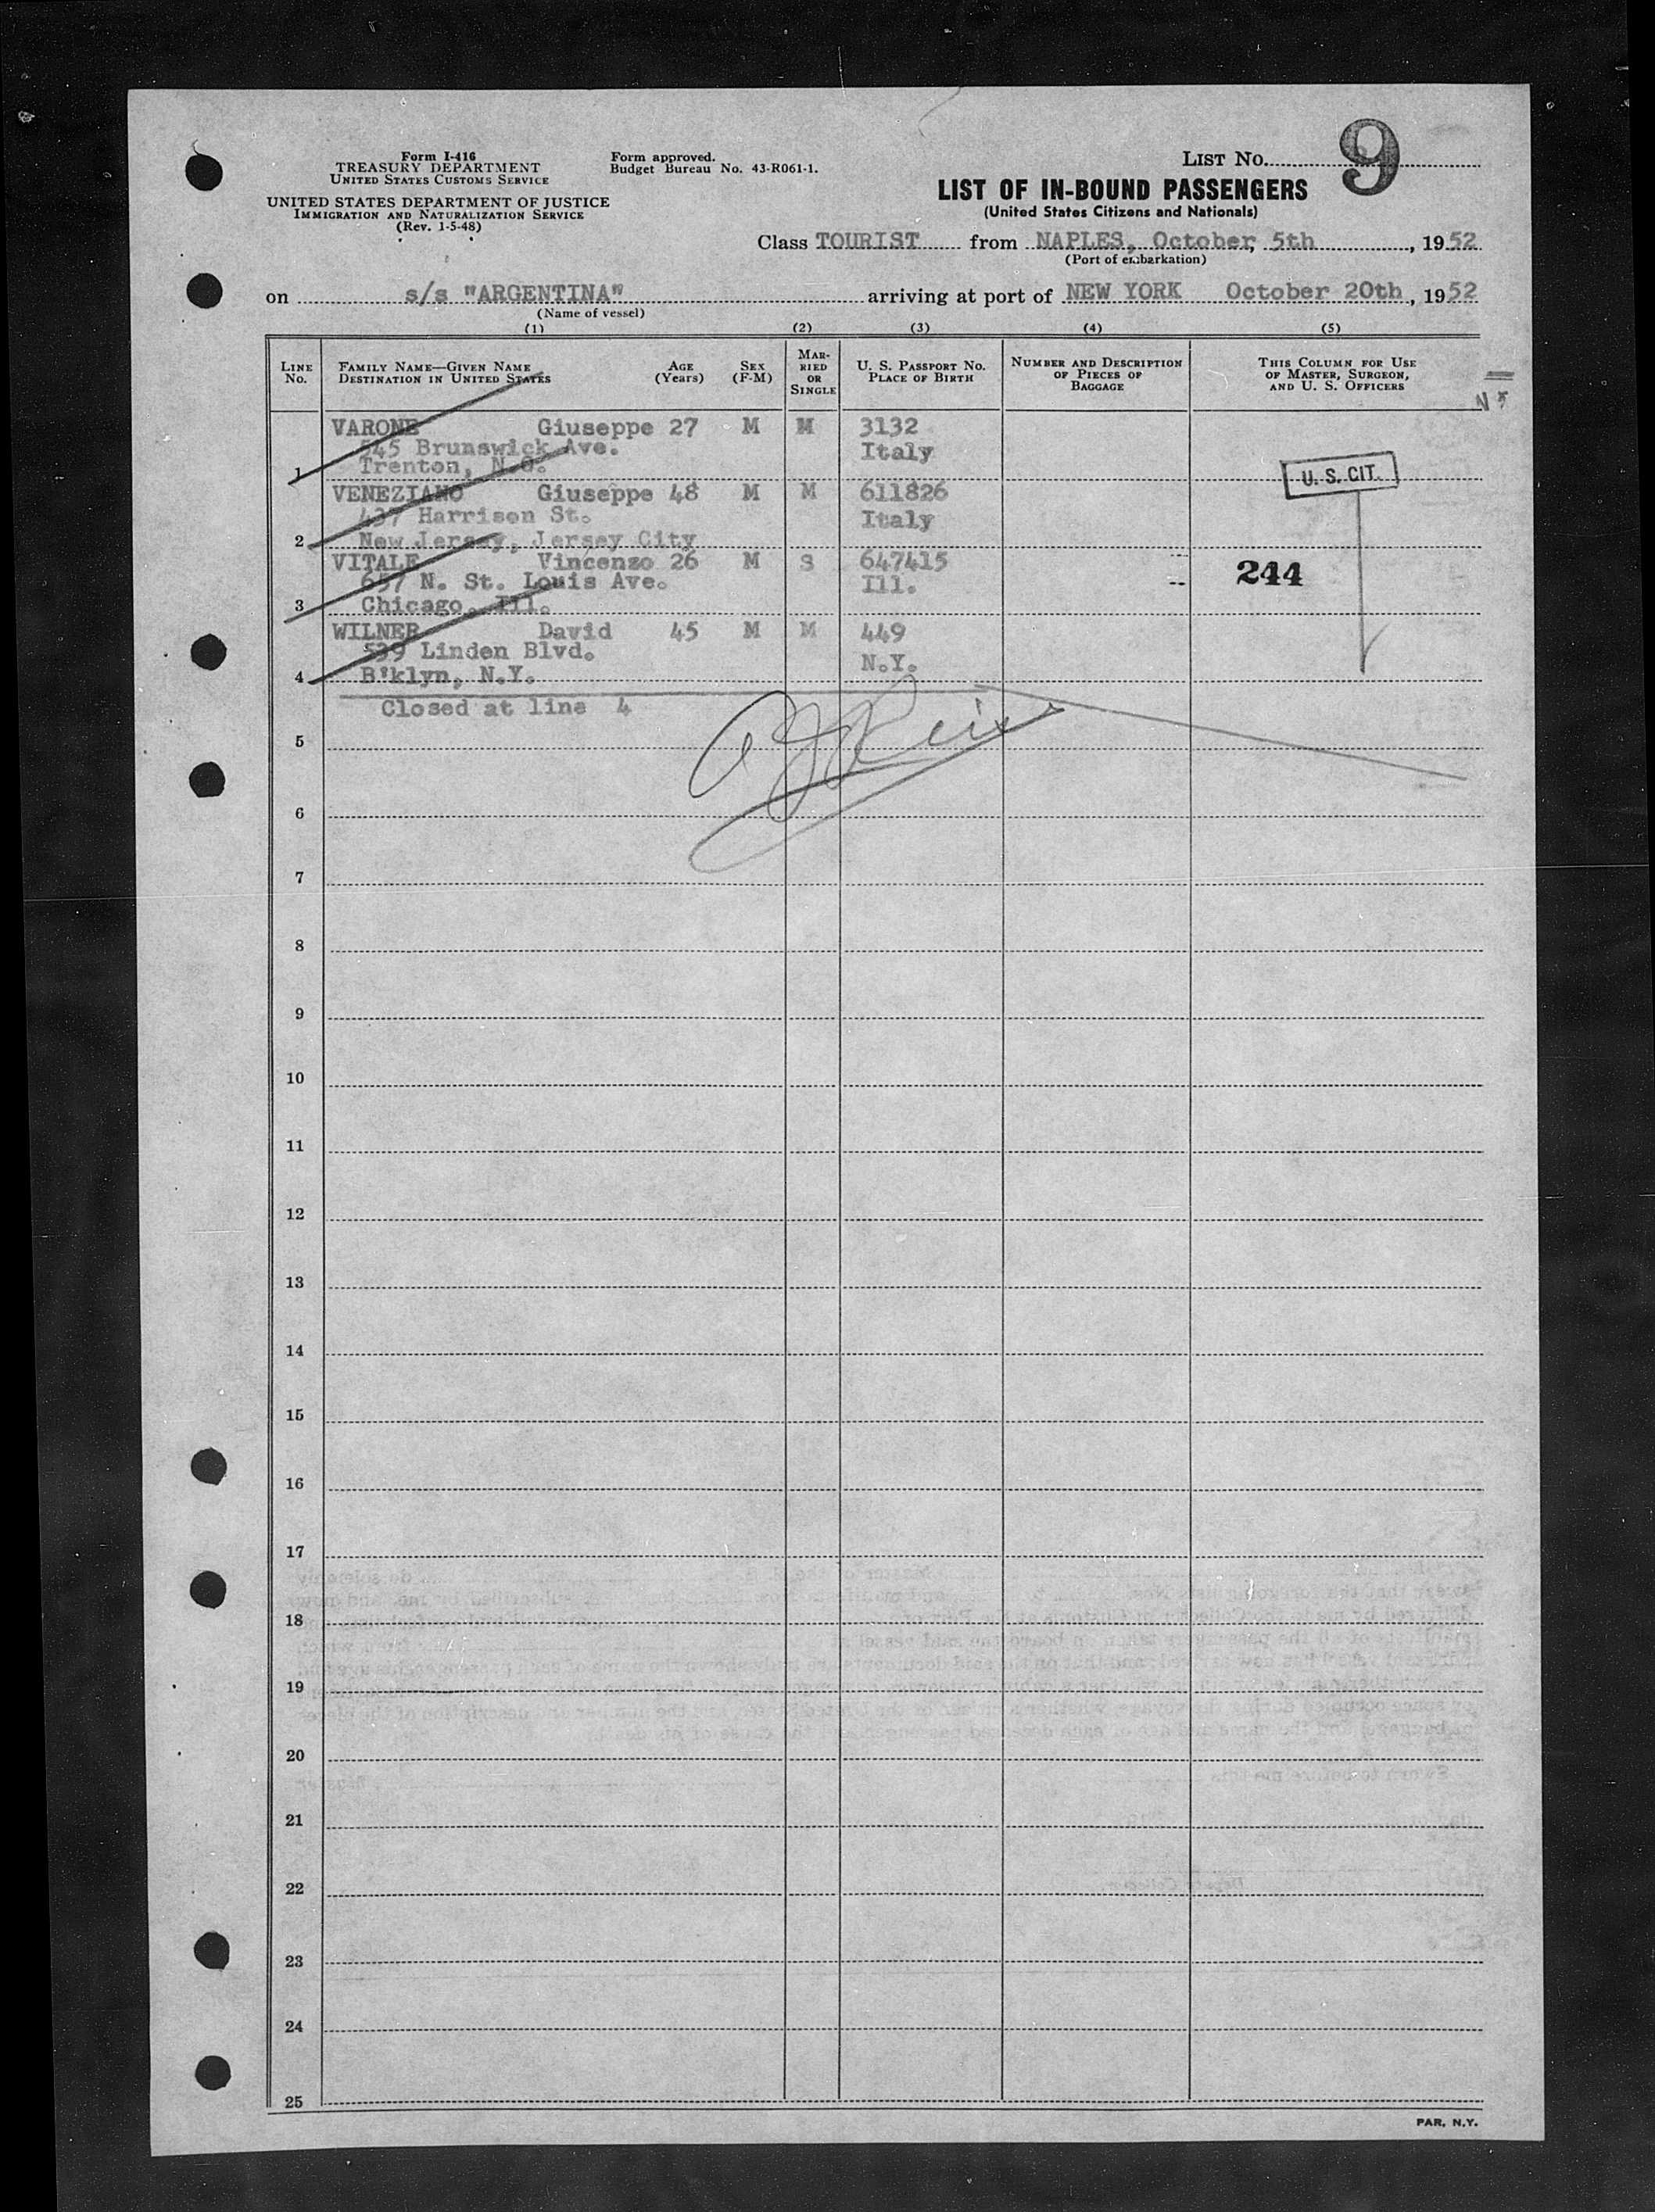 Form I-416
TREASURY DEPARTMENT
UNITED STATES CUSTOMS SERVICE
UNITED STATES DEPARTMENT OF JUSTICE
IMMIGRATION AND NATURALIZATION SERVICE
(Rev. 1-5-48)
Form approved.
Budget Bureau No. 43-R061-1.
LIST NO. 9
LIST OF IN-BOUND PASSENGERS
(United States Citizens and Nationals)
Class TOURIST from NAPLES, October, 5th, 1952
(Port of embarkation)
on s/s "ARGENTINA" arriving at port of NEW YORK October 20th, 1952
(Name of vessel)
(1) (2) (3) (4) (5)
LINE No. FAMILY NAME—GIVEN NAME DESTINATION IN UNITED STATES AGE (Years) SEX (F-M) MARRIED OR SINGLE U. S. PASSPORT NO. PLACE OF BIRTH NUMBER AND DESCRIPTION OF PIECES OF BAGGAGE THIS COLUMN FOR USE OF MASTER, SURGEON, AND U. S. OFFICERS
VARONE Giuseppe 27 M M 3132
545 Brunswick Ave. Italy
1 Trenton,
U. S. CIT.
VENEZIANO Giuseppe 48 M M 611826
437 Harrison St. Italy
2 New Jersey, Jersey City
VITALE Vincenzo 26 M S 647415 --
657 N. St. Louis Ave. Ill. -- 244
3 Chicago, Ill.
WILNER David 45 M M 449
539 Linden Blvd. N.Y.
4 B'klyn, N.Y.
Closed at line 4
5
6
7
8
9
10
11
12
13
14
15
16
17
18
19
20
21
22
23
24
25
PAR, N.Y.